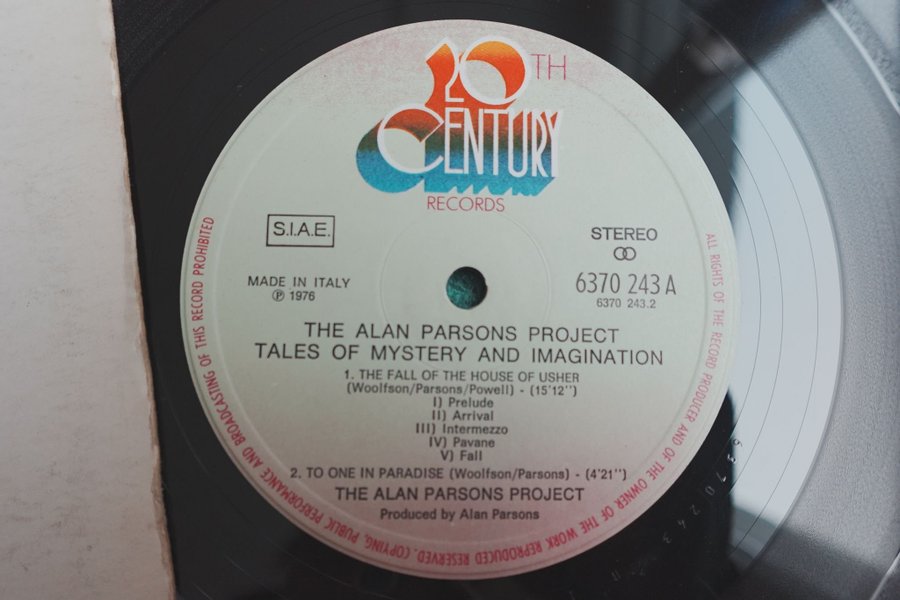 20TH
CENTURY
RECORDS
S.I.A.E.
STEREO
MADE IN ITALY
℗ 1976
6370 243 A
6370 243.2
THE ALAN PARSONS PROJECT
TALES OF MYSTERY AND IMAGINATION
1. THE FALL OF THE HOUSE OF USHER
(Woolfson/Parsons/Powell) - (15'12'')
I) Prelude
II) Arrival
III) Intermezzo
IV) Pavane
V) Fall
2. TO ONE IN PARADISE (Woolfson/Parsons) - (4'21'')
THE ALAN PARSONS PROJECT
Produced by Alan Parsons
ALL RIGHTS OF THE RECORD PRODUCER AND OF THE OWNER OF THE WORK REPRODUCED RESERVED. COPYING, PUBLIC PERFORMANCE AND BROADCASTING OF THIS RECORD PROHIBITED
6370243